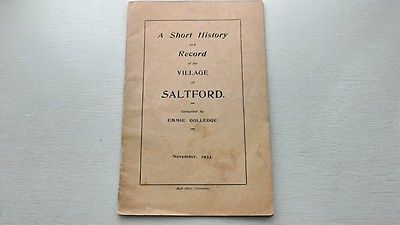 A Short History
and
Record
of the
VILLAGE
of
SALTFORD.
Compiled by
EMMIE GOLLEDGE.
November, 1933.